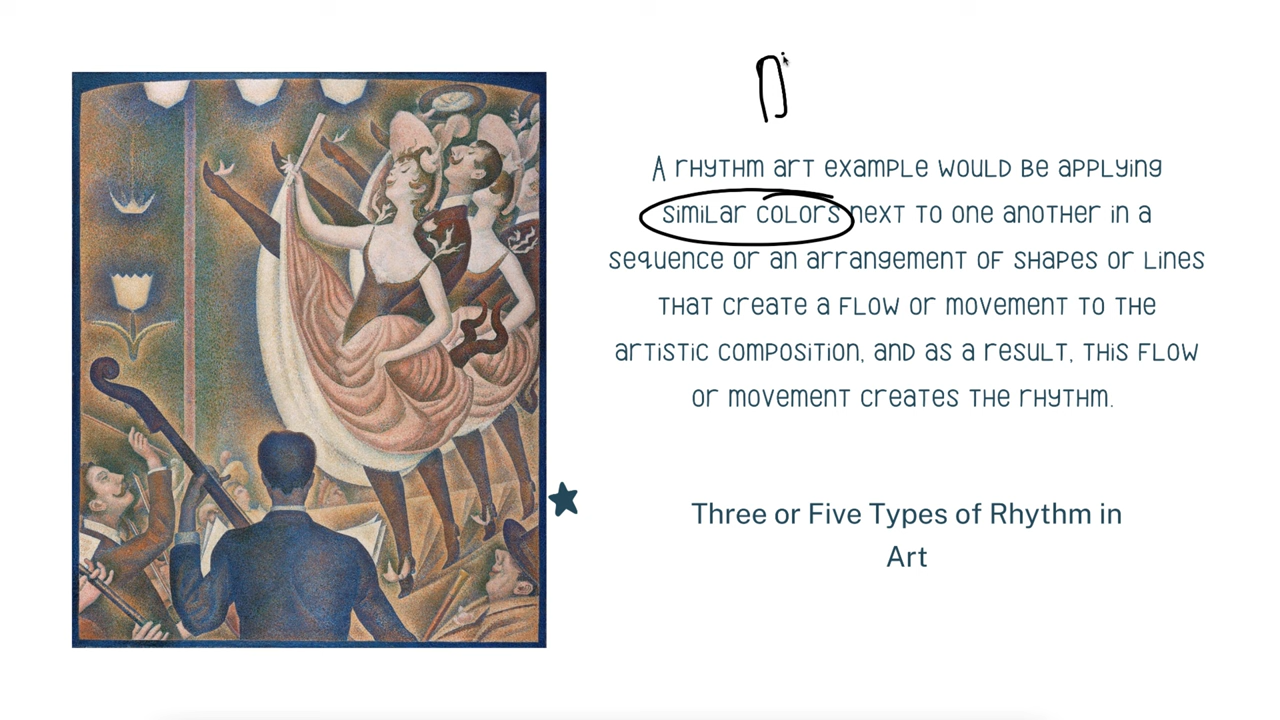 A rhythm art example would be applying
similar colors next to one another in a
sequence or an arrangement of shapes or lines
that create a flow or movement to the
artistic composition, and as a result, this flow
or movement creates the rhythm.
Three or Five Types of Rhythm in
Art